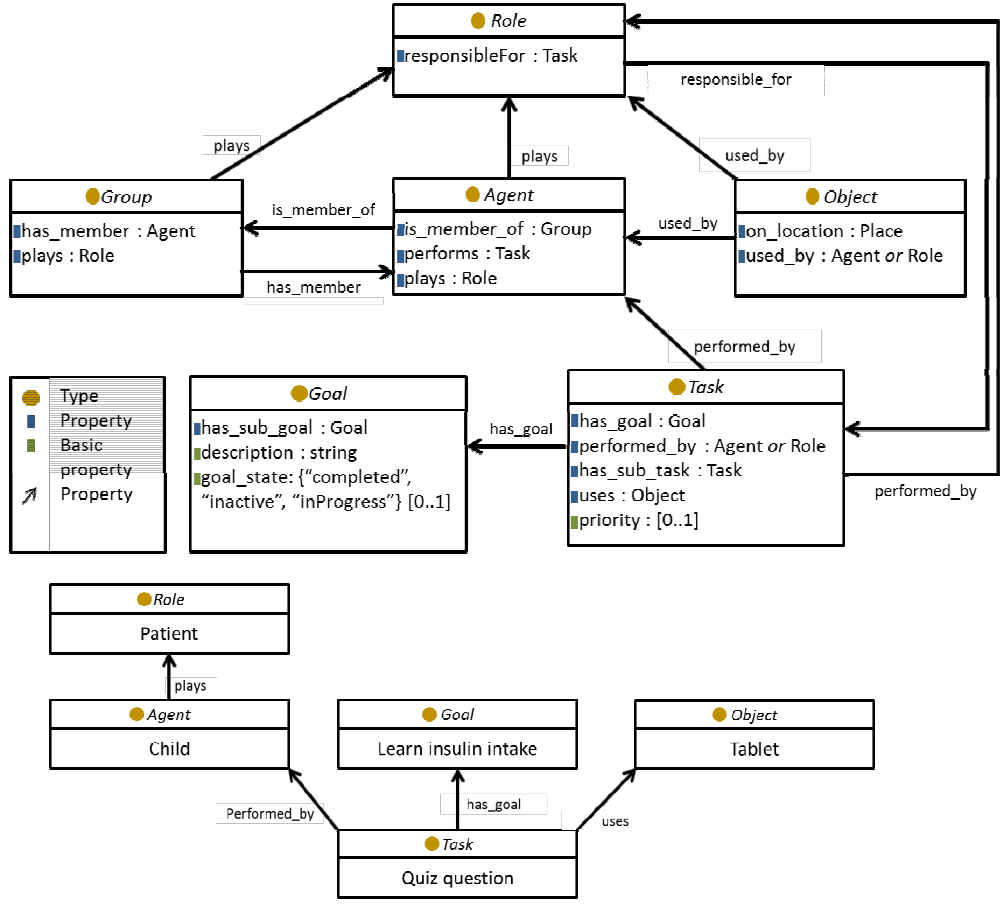 Role
responsibleFor : Task
responsible_for
plays
plays
used_by
Group
has_member : Agent
plays : Role
is_member_of
has_member
Agent
is_member_of : Group
performs : Task
plays : Role
used_by
Object
on_location : Place
used_by : Agent or Role
performed_by
Type
Property
Basic
property
Property
Goal
has_sub_goal : Goal
description : string
goal_state: {“completed”,
“inactive”, “inProgress”} [0..1]
has_goal
Task
has_goal : Goal
performed_by : Agent or Role
has_sub_task : Task
uses : Object
priority : [0..1]
performed_by
Role
Patient
plays
Agent
Child
Goal
Learn insulin intake
Object
Tablet
Performed_by
has_goal
uses
Task
Quiz question